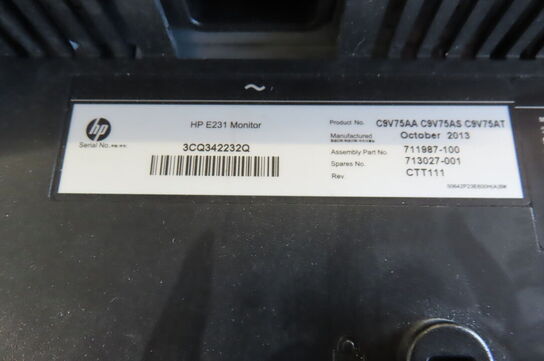 ~
hp
HP E231 Monitor
Serial No.
3CQ342232Q
Product No. C9V75AA C9V75AS C9V75AT
Manufactured October 2013
Assembly Part No. 711987-100
Spares No. 713027-001
Rev. CTT111